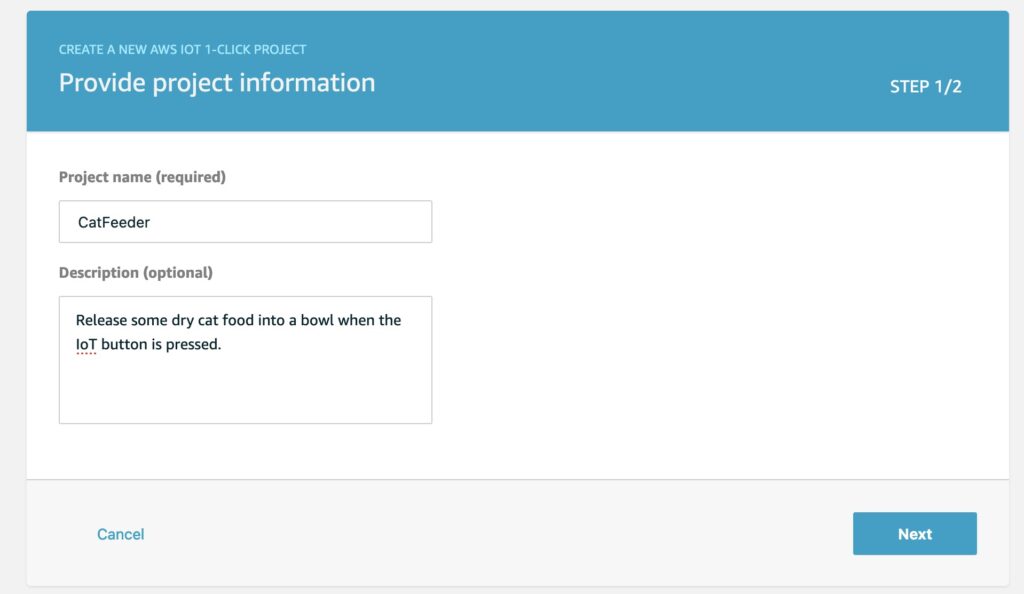 CREATE A NEW AWS IOT 1-CLICK PROJECT
Provide project information
STEP 1/2
Project name (required)
CatFeeder
Description (optional)
Release some dry cat food into a bowl when the
IoT button is pressed.
Cancel
Next